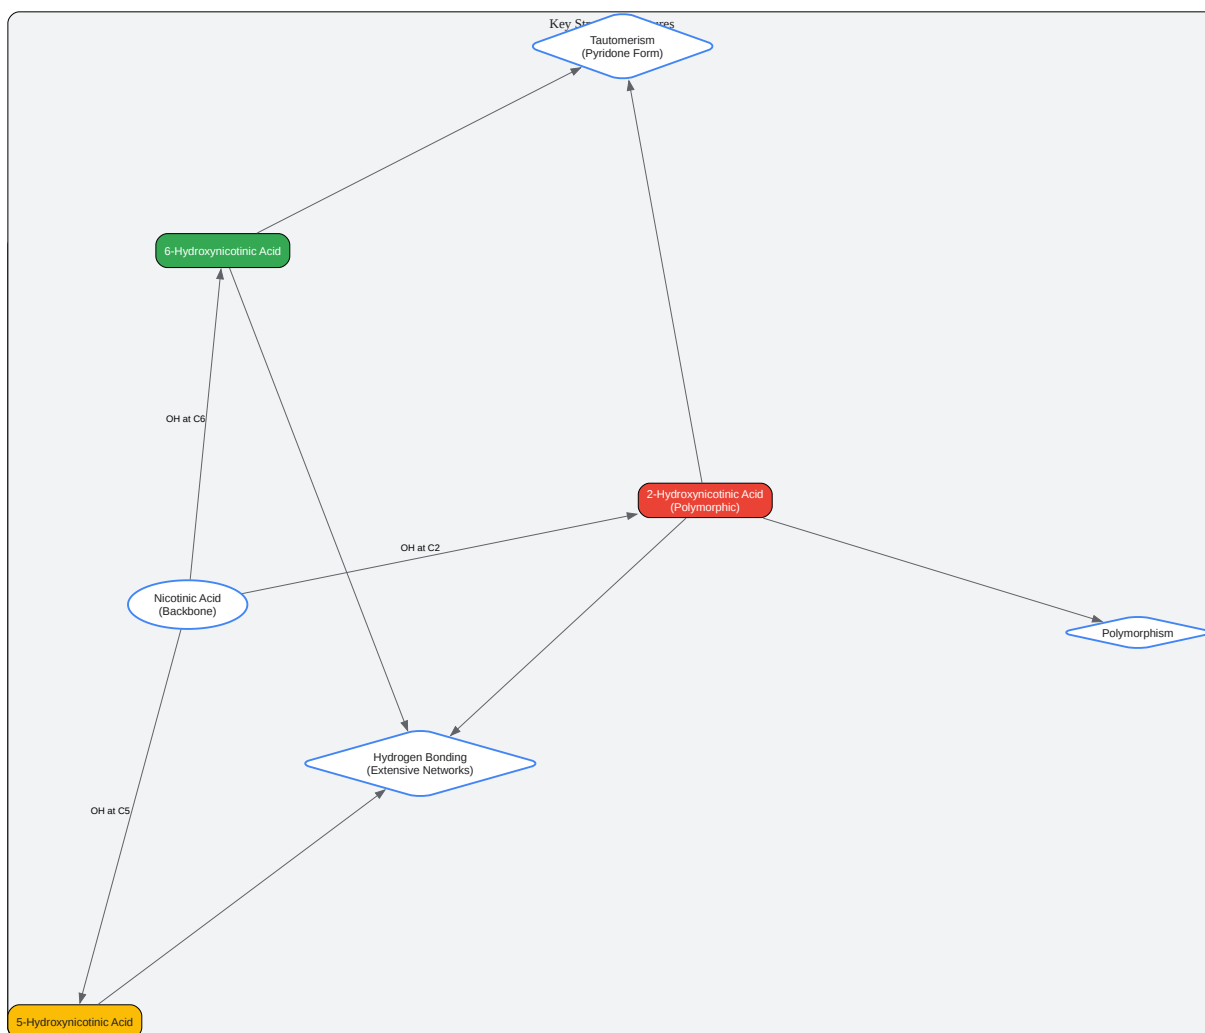 Key
Tautomerism
(Pyridone Form)
6-Hydroxynicotinic Acid
OH at C6
2-Hydroxynicotinic Acid
(Polymorphic)
OH at C2
Nicotinic Acid
(Backbone)
Polymorphism
Hydrogen Bonding
(Extensive Networks)
OH at C5
5-Hydroxynicotinic Acid